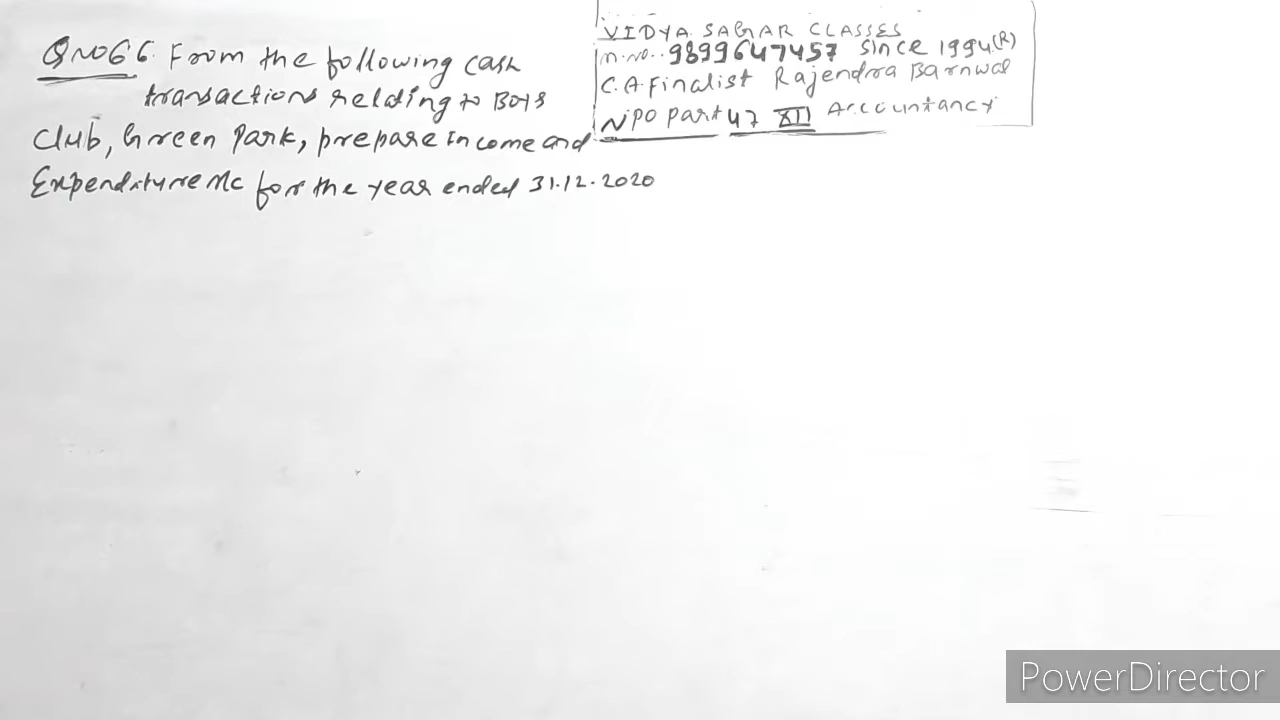 Q NO 66. From the following cash
transactions relating to Boys
Club, Green Park, prepare Income and
Expenditure A/c for the year ended 31.12.2020
VIDYA SAGAR CLASSES
M.NO.. 9899647457 Since 1994(R)
C.A Finalist Rajendra Barnwal
NPO Part 47 XII Accountancy
PowerDirector